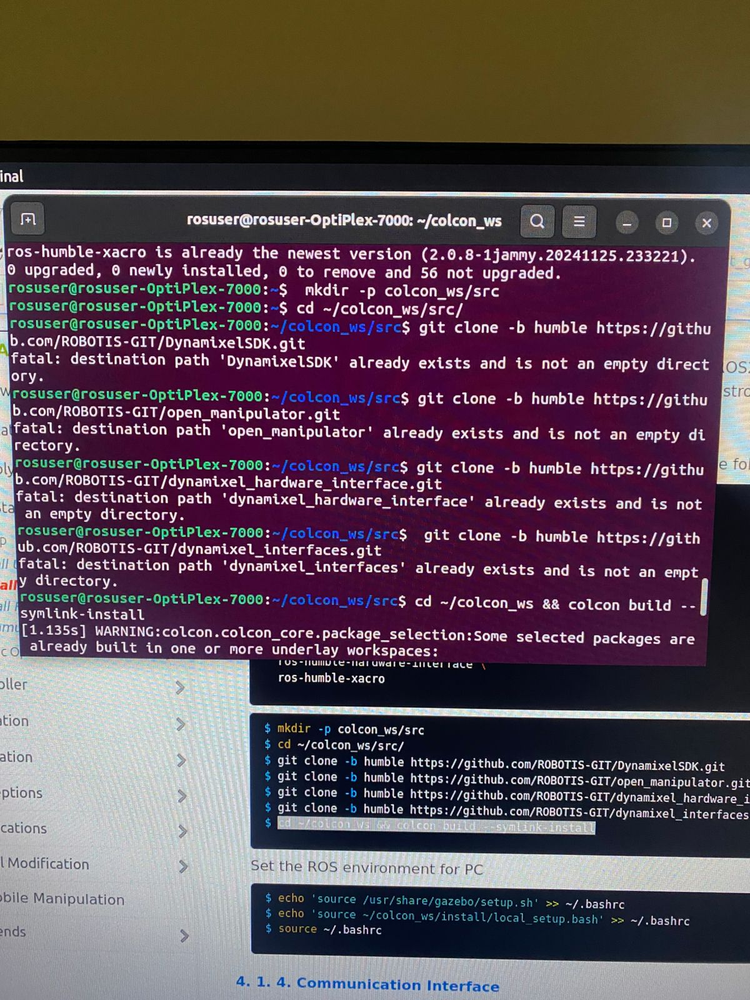 inal
rosuser@rosuser-OptiPlex-7000: ~/colcon_ws
ros-humble-xacro is already the newest version (2.0.8-1jammy.20241125.233221).
0 upgraded, 0 newly installed, 0 to remove and 56 not upgraded.
rosuser@rosuser-OptiPlex-7000:~$  mkdir -p colcon_ws/src
rosuser@rosuser-OptiPlex-7000:~$ cd ~/colcon_ws/src/
rosuser@rosuser-OptiPlex-7000:~/colcon_ws/src$ git clone -b humble https://githu
b.com/ROBOTIS-GIT/DynamixelSDK.git
fatal: destination path 'DynamixelSDK' already exists and is not an empty direct
ory.
rosuser@rosuser-OptiPlex-7000:~/colcon_ws/src$ git clone -b humble https://githu
b.com/ROBOTIS-GIT/open_manipulator.git
fatal: destination path 'open_manipulator' already exists and is not an empty di
rectory.
rosuser@rosuser-OptiPlex-7000:~/colcon_ws/src$ git clone -b humble https://githu
b.com/ROBOTIS-GIT/dynamixel_hardware_interface.git
fatal: destination path 'dynamixel_hardware_interface' already exists and is not
 an empty directory.
rosuser@rosuser-OptiPlex-7000:~/colcon_ws/src$  git clone -b humble https://gith
ub.com/ROBOTIS-GIT/dynamixel_interfaces.git
fatal: destination path 'dynamixel_interfaces' already exists and is not an empt
y directory.
rosuser@rosuser-OptiPlex-7000:~/colcon_ws/src$ cd ~/colcon_ws && colcon build --
symlink-install
[1.135s] WARNING:colcon.colcon_core.package_selection:Some selected packages are
 already built in one or more underlay workspaces:
ros-humble-hardware-interface \
ros-humble-xacro
$ mkdir -p colcon_ws/src
$ cd ~/colcon_ws/src/
$ git clone -b humble https://github.com/ROBOTIS-GIT/DynamixelSDK.git
$ git clone -b humble https://github.com/ROBOTIS-GIT/open_manipulator.git
$ git clone -b humble https://github.com/ROBOTIS-GIT/dynamixel_hardware_i
$ git clone -b humble https://github.com/ROBOTIS-GIT/dynamixel_interfaces
$ cd ~/colcon_ws && colcon build --symlink-install
Set the ROS environment for PC
$ echo 'source /usr/share/gazebo/setup.sh' >> ~/.bashrc
$ echo 'source ~/colcon_ws/install/local_setup.bash' >> ~/.bashrc
$ source ~/.bashrc
4. 1. 4. Communication Interface
oller
ation
ation
ptions
cations
l Modification
obile Manipulation
ends